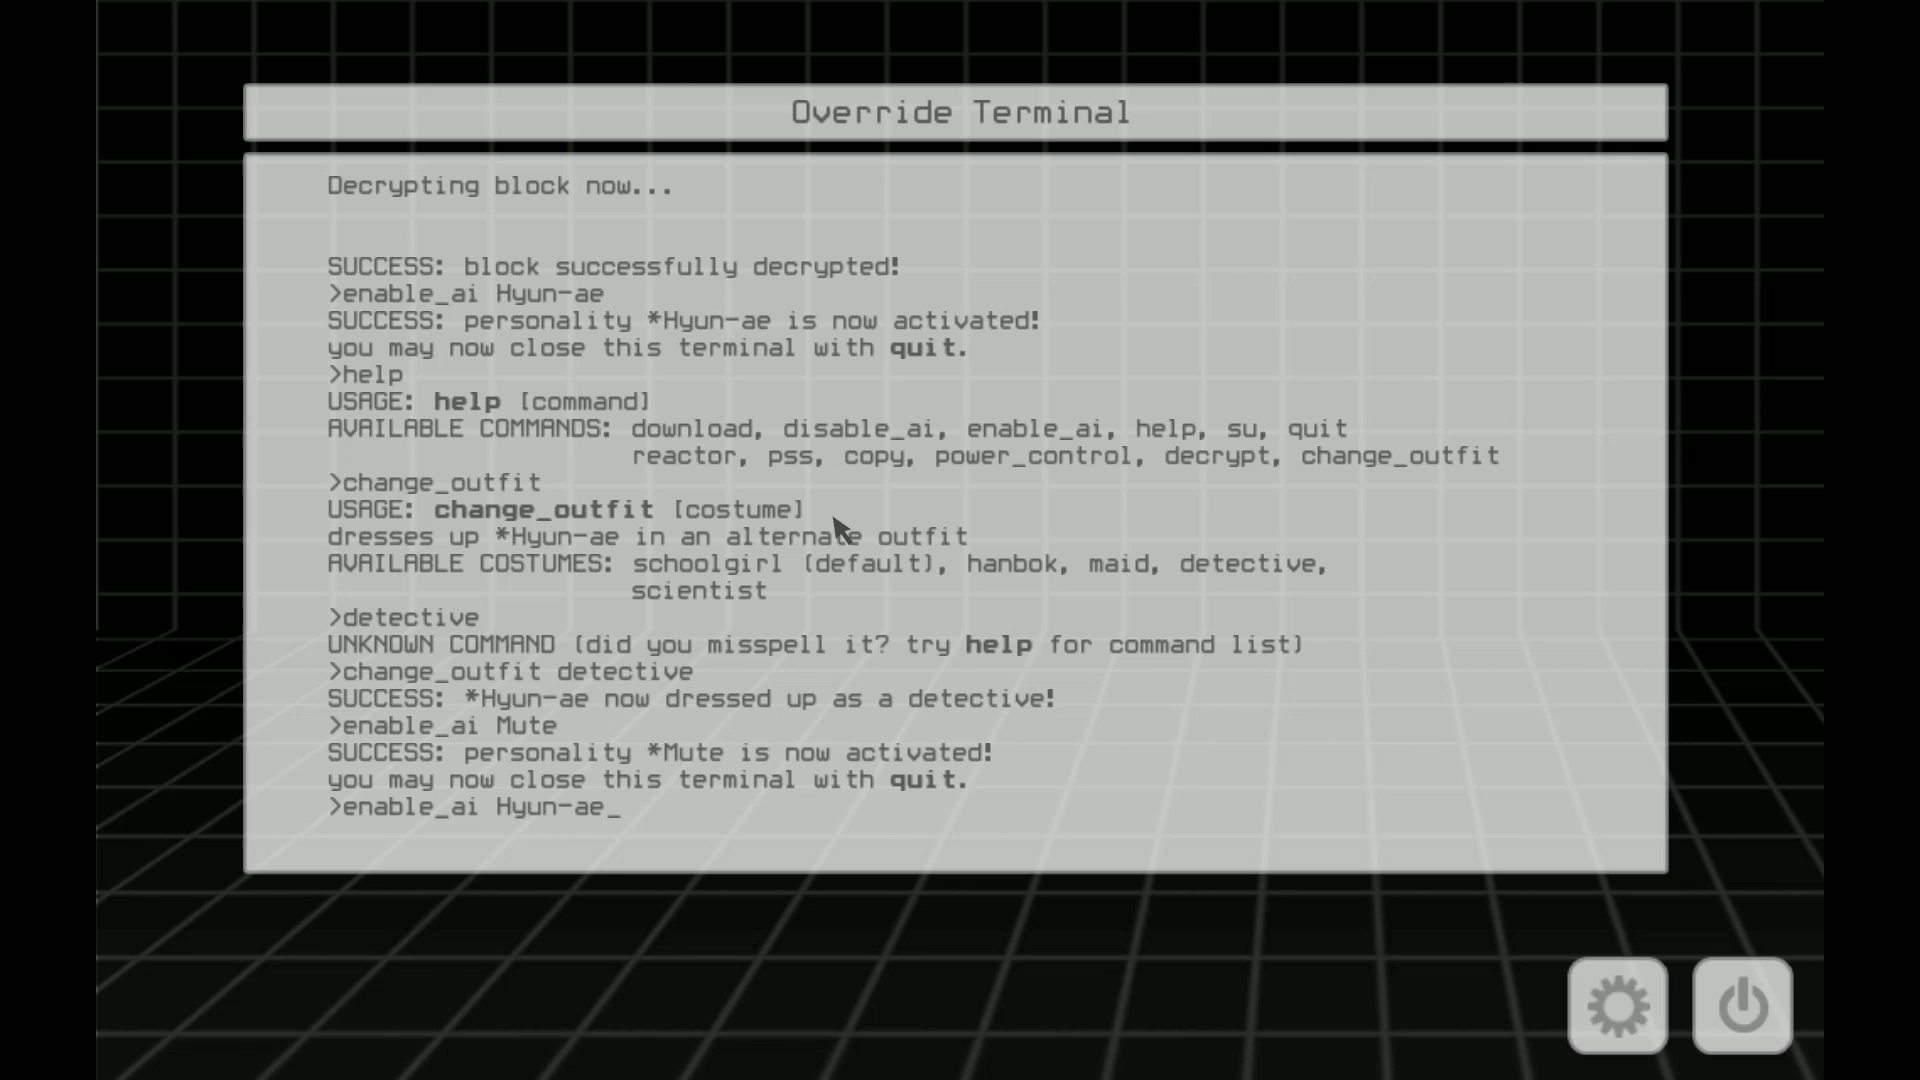 Override Terminal
Decrypting block now...
SUCCESS: block successfully decrypted!
>enable_ai Hyun-ae
SUCCESS: personality *Hyun-ae is now activated!
you may now close this terminal with quit.
>help
USAGE: help [command]
AVAILABLE COMMANDS: download, disable_ai, enable_ai, help, su, quit
reactor, pss, copy, power_control, decrypt, change_outfit
>change_outfit
USAGE: change_outfit [costume]
dresses up *Hyun-ae in an alternate outfit
AVAILABLE COSTUMES: schoolgirl (default), hanbok, maid, detective,
scientist
>detective
UNKNOWN COMMAND (did you misspell it? try help for command list)
>change_outfit detective
SUCCESS: *Hyun-ae now dressed up as a detective!
>enable_ai Mute
SUCCESS: personality *Mute is now activated!
you may now close this terminal with quit.
>enable_ai Hyun-ae_